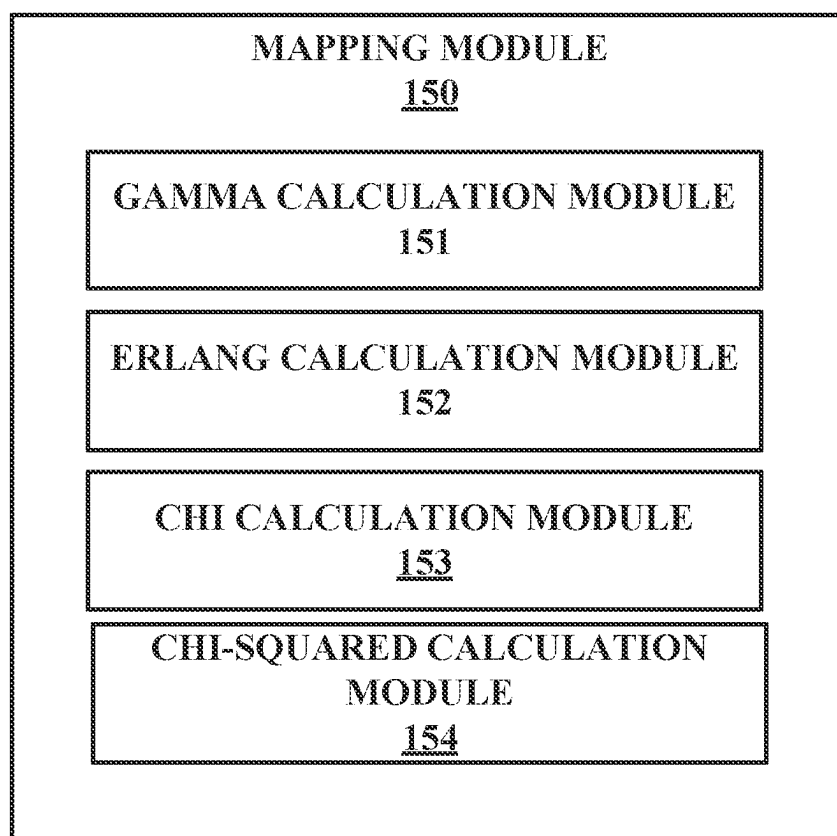 MAPPING MODULE
150
GAMMA CALCULATION MODULE
151
ERLANG CALCULATION MODULE
152
CHI CALCULATION MODULE
153
CHI-SQUARED CALCULATION
MODULE
154